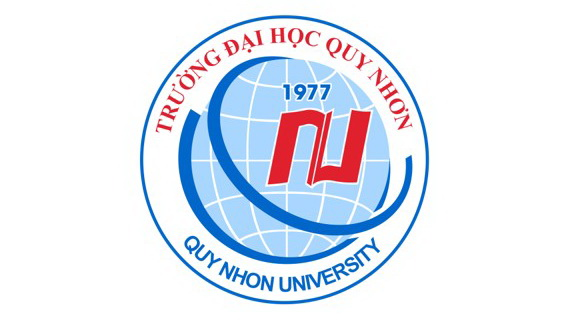 TRƯỜNG ĐẠI HỌC QUY NHƠN
1977
QUY NHON UNIVERSITY